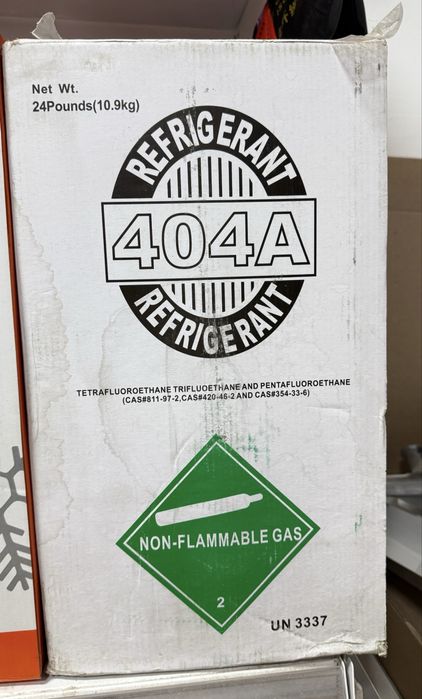 Net Wt.
24Pounds(10.9kg)
REFRIGERANT
404A
REFRIGERANT
TETRAFLUOROETHANE TRIFLUOETHANE AND PENTAFLUOROETHANE
(CAS#811-97-2,CAS#420-46-2 AND CAS#354-33-6)
NON-FLAMMABLE GAS
2
UN 3337